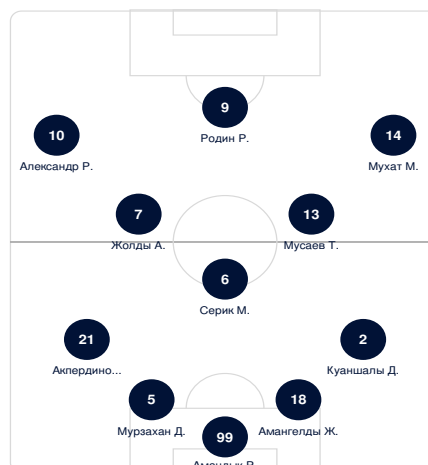 9
Родин Р.
10
Александр Р.
14
Мухат М.
7
Жолды А.
13
Мусаев Т.
6
Серик М.
21
Акпердино...
2
Куаншалы Д.
5
Мурзахан Д.
18
Амангелды Ж.
99